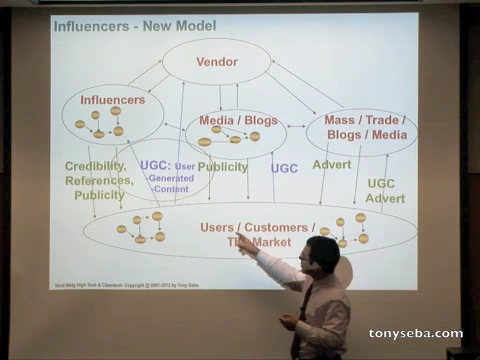 Influencers - New Model
Vendor
Influencers
Media / Blogs
Mass / Trade /
Blogs / Media
Credibility,
References,
Publicity
UGC: User
-Generated
-Content
Publicity
UGC
Advert
UGC
Advert
Users / Customers /
The Market
Strat Mktg High Tech & Cleantech Copyright @ 2001-2012 by Tony Seba
tonyseba.com